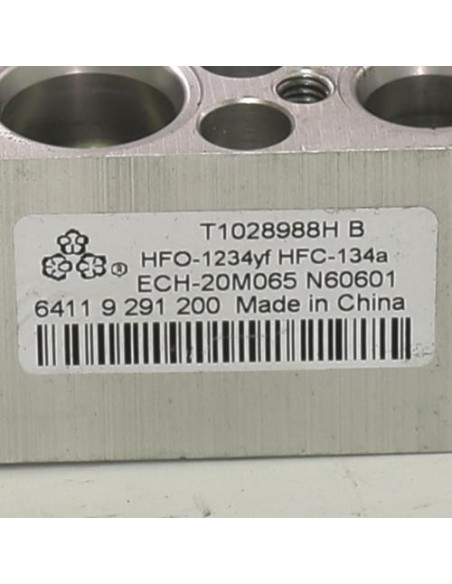 T1028988H B
HFO-1234yf HFC-134a
® ECH-20M065 N60601
6411 9 291 200 Made in China